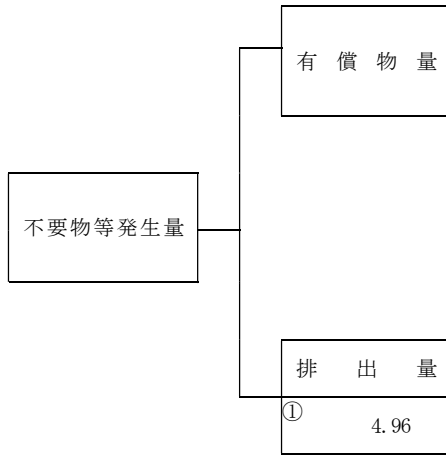 有償物量
不要物等発生量
排出量
①
4.96